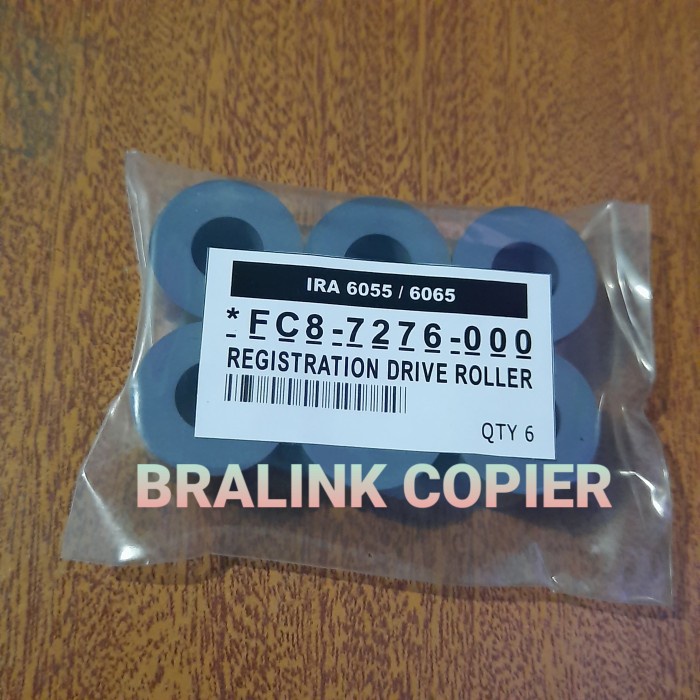 IRA 6055 / 6065
*FC8-7276-000
REGISTRATION DRIVE ROLLER
QTY 6
BRALINK COPIER